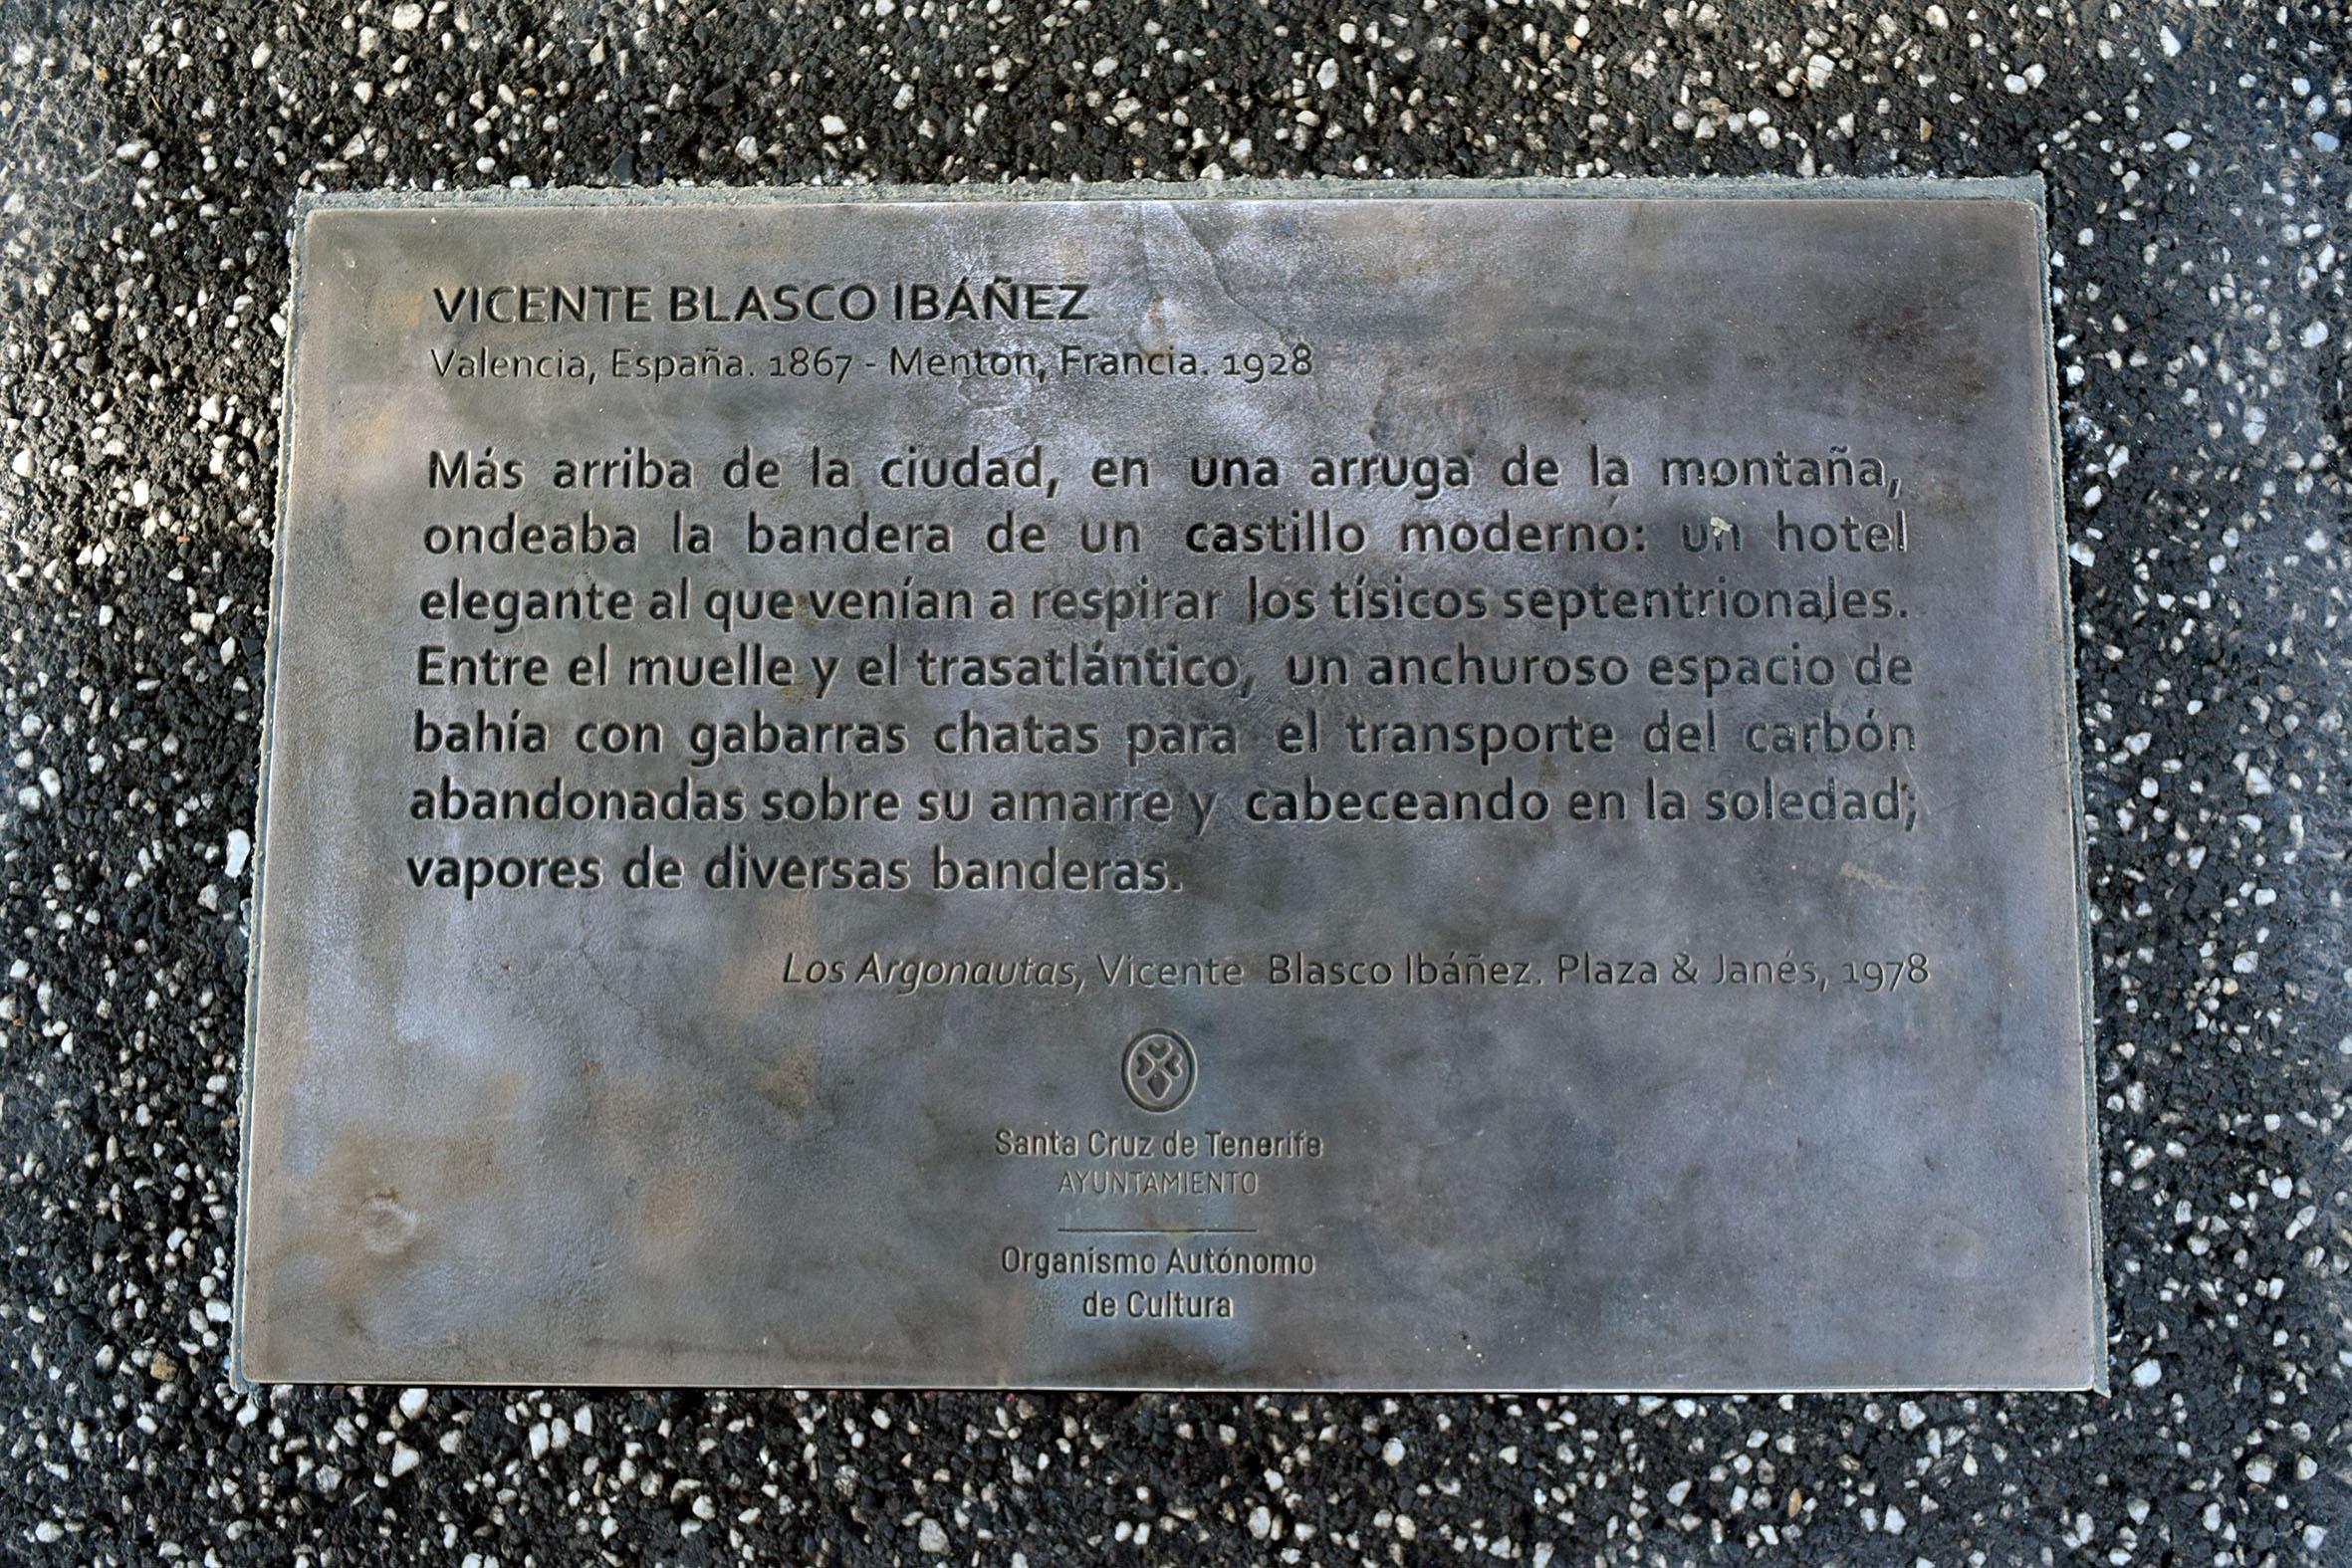 VICENTE BLASCO IBÁÑEZ
Valencia, España. 1867 - Menton, Francia. 1928
Más arriba de la ciudad, en una arruga de la montaña,
ondeaba la bandera de un castillo moderno: un hotel
elegante al que venían a respirar los tísicos septentrionales.
Entre el muelle y el trasatlántico, un anchuroso espacio de
bahía con gabarras chatas para el transporte del carbón
abandonadas sobre su amarre y cabeceando en la soledad;
vapores de diversas banderas.
Los Argonautas, Vicente Blasco Ibáñez. Plaza & Janés, 1978
Santa Cruz de Tenerife
AYUNTAMIENTO
Organismo Autónomo
de Cultura